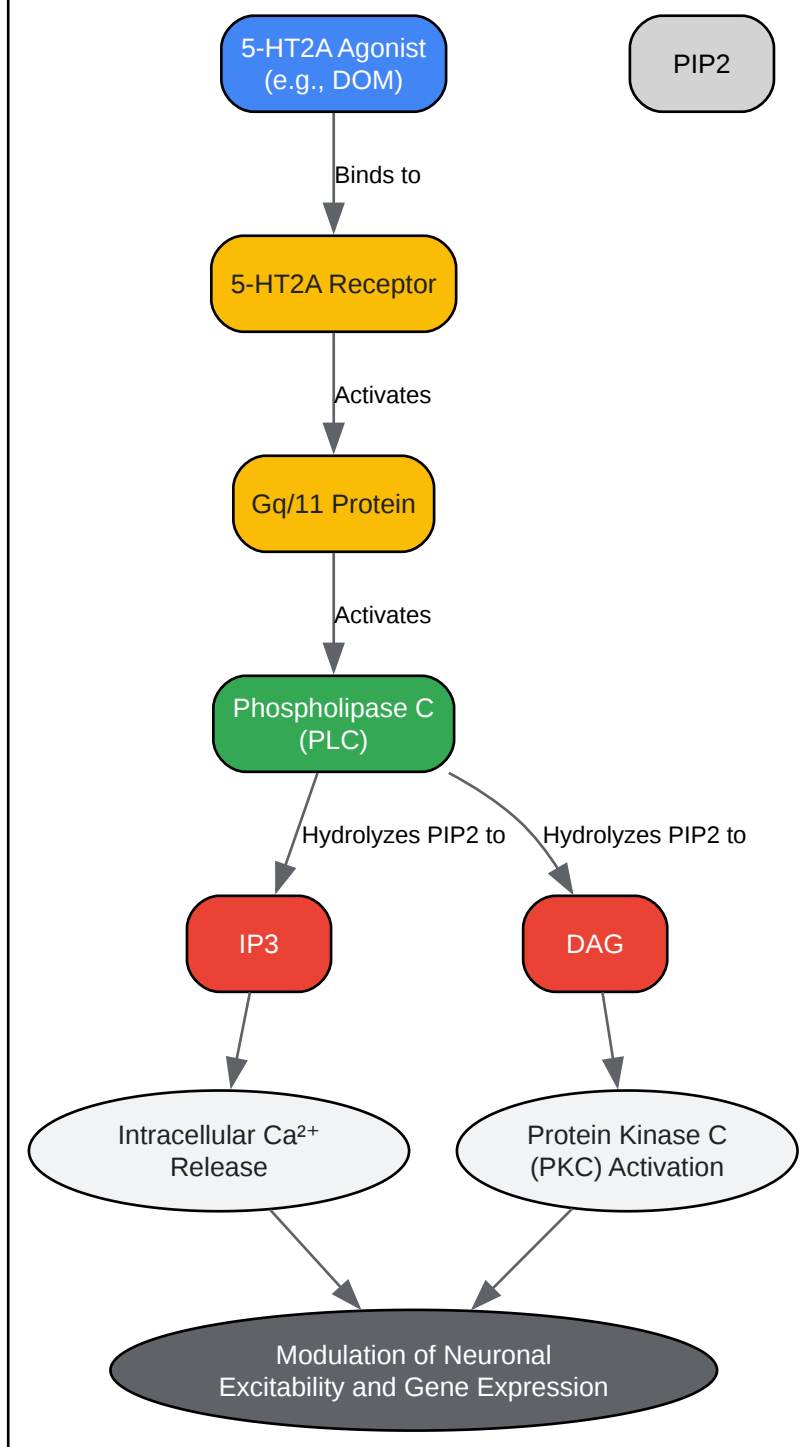 5-HT2A Agonist
(e.g., DOM)
PIP2
Binds to
5-HT2A Receptor
Activates
Gq/11 Protein
Activates
Phospholipase C
(PLC)
Hydrolyzes PIP2 to
Hydrolyzes PIP2 to
IP3
DAG
Intracellular Ca²⁺
Release
Protein Kinase C
(PKC) Activation
Modulation of Neuronal
Excitability and Gene Expression